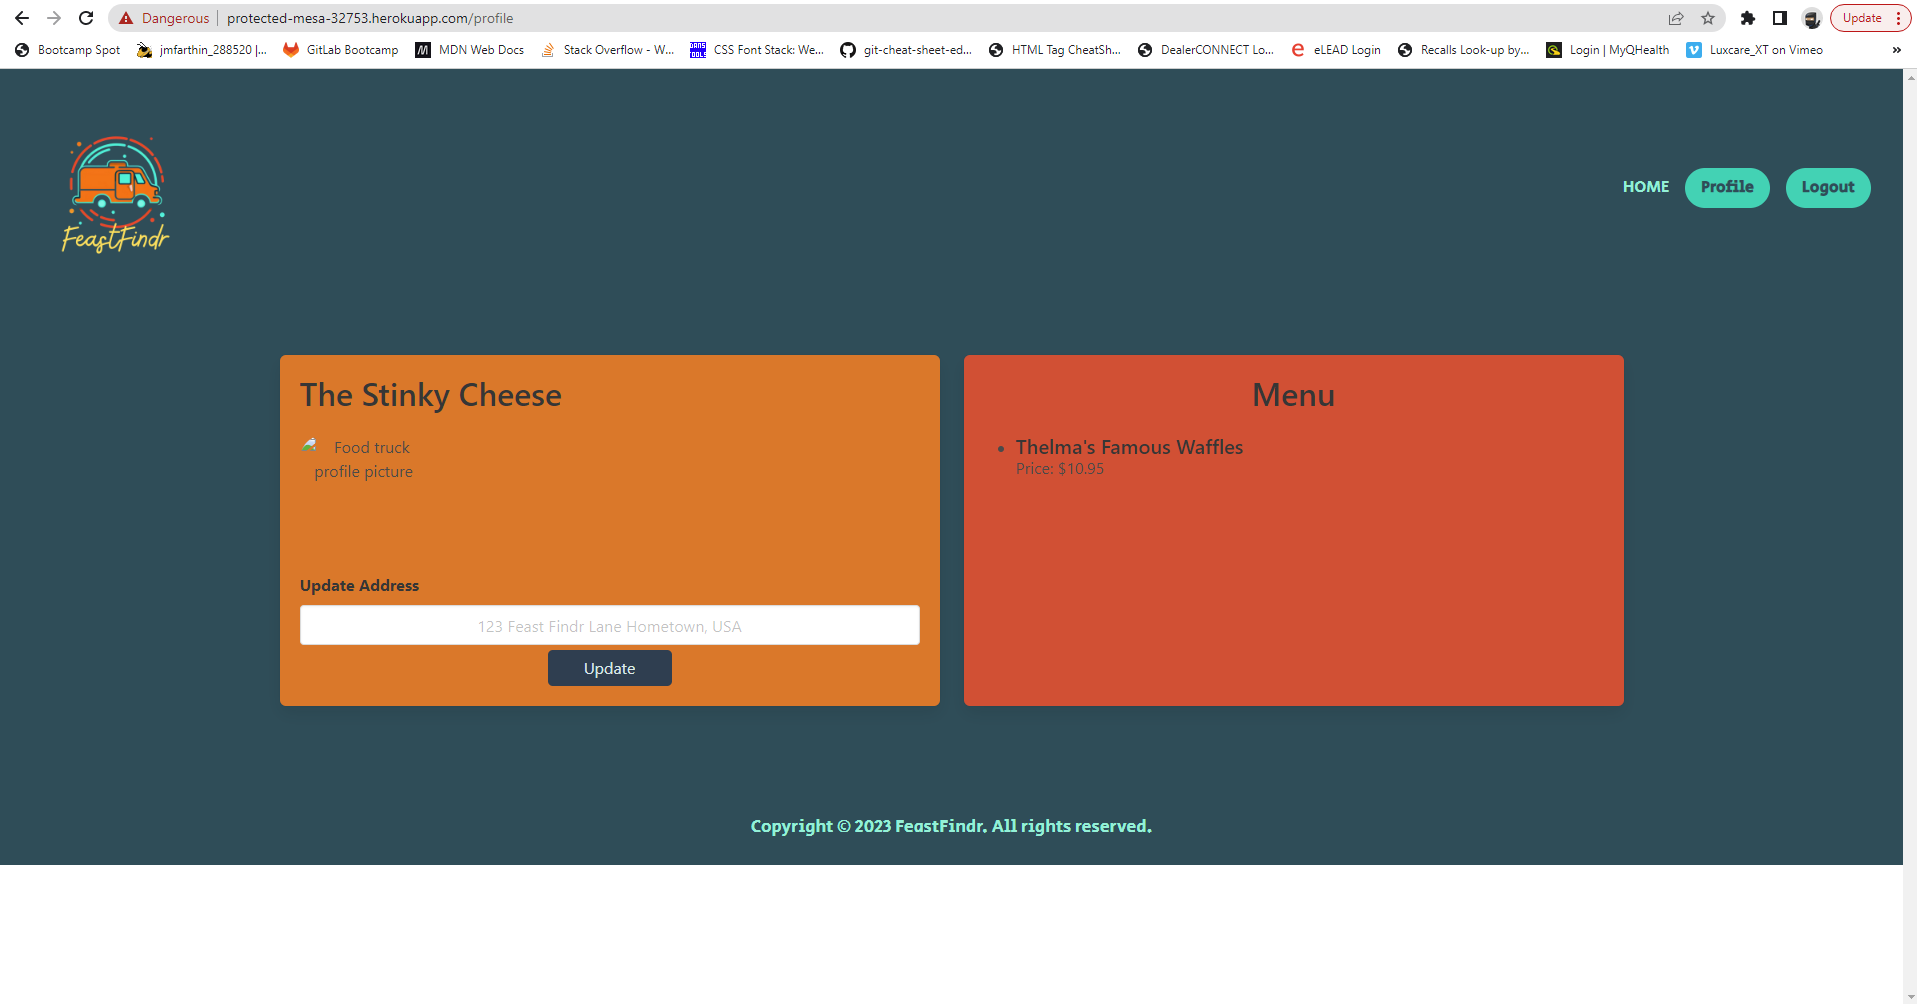 Dangerous protected-mesa-32753.herokuapp.com/profile Update
Bootcamp Spot jmfarthin_288520 |... GitLab Bootcamp MDN Web Docs Stack Overflow - W... CSS Font Stack: We... git-cheat-sheet-ed... HTML Tag CheatSh... DealerCONNECT Lo... eLEAD Login Recalls Look-up by... Login | MyQHealth Luxcare_XT on Vimeo »
FeastFindr
HOME Profile Logout
The Stinky Cheese
Food truck
profile picture
Update Address
123 Feast Findr Lane Hometown, USA
Update
Menu
Thelma's Famous Waffles
Price: $10.95
Copyright © 2023 FeastFindr. All rights reserved.